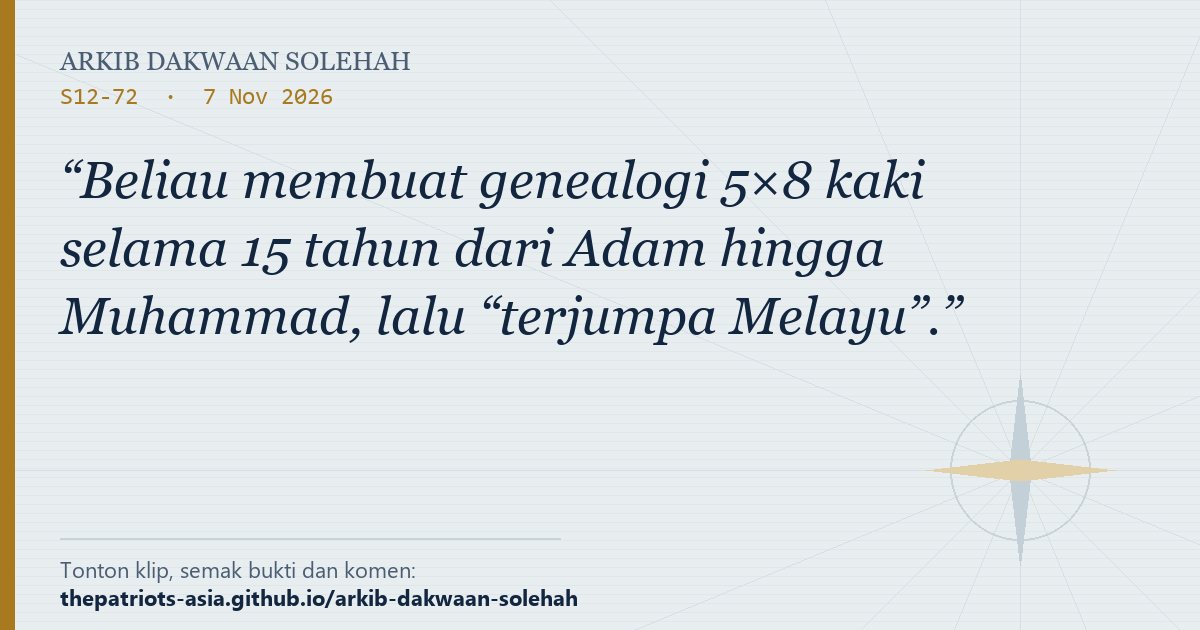 ARKIB DAKWAAN SOLEHAH
S12-72 · 7 Nov 2026
“Beliau membuat genealogi 5×8 kaki
selama 15 tahun dari Adam hingga
Muhammad, lalu “terjumpa Melayu”.”
Tonton klip, semak bukti dan komen:
thepatriots-asia.github.io/arkib-dakwaan-solehah